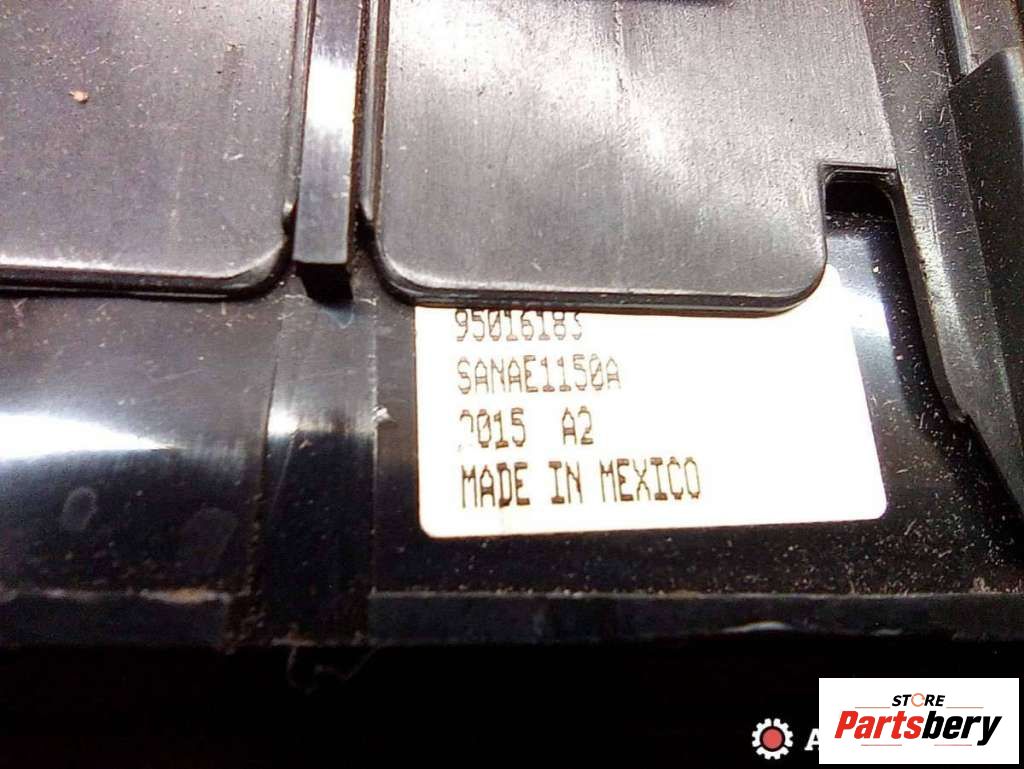 95016183
SANAE1150A
2015 A2
MADE IN MEXICO
STORE
Partsbery